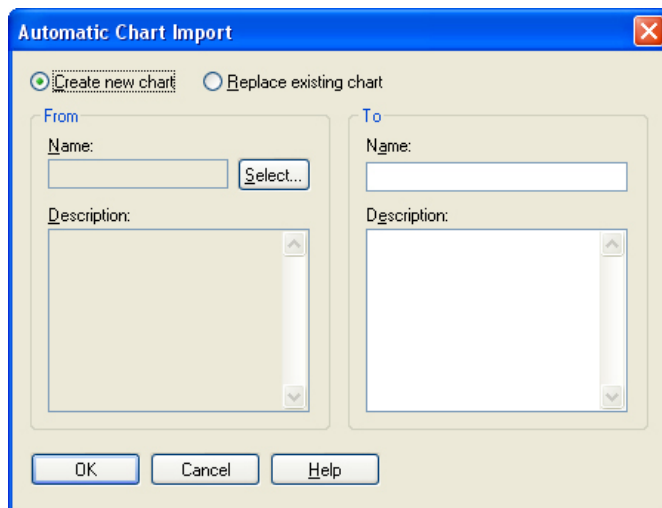 Automatic Chart Import
Create new chart Replace existing chart
From To
Name: Name:
Select...
Description: Description:
OK Cancel Help